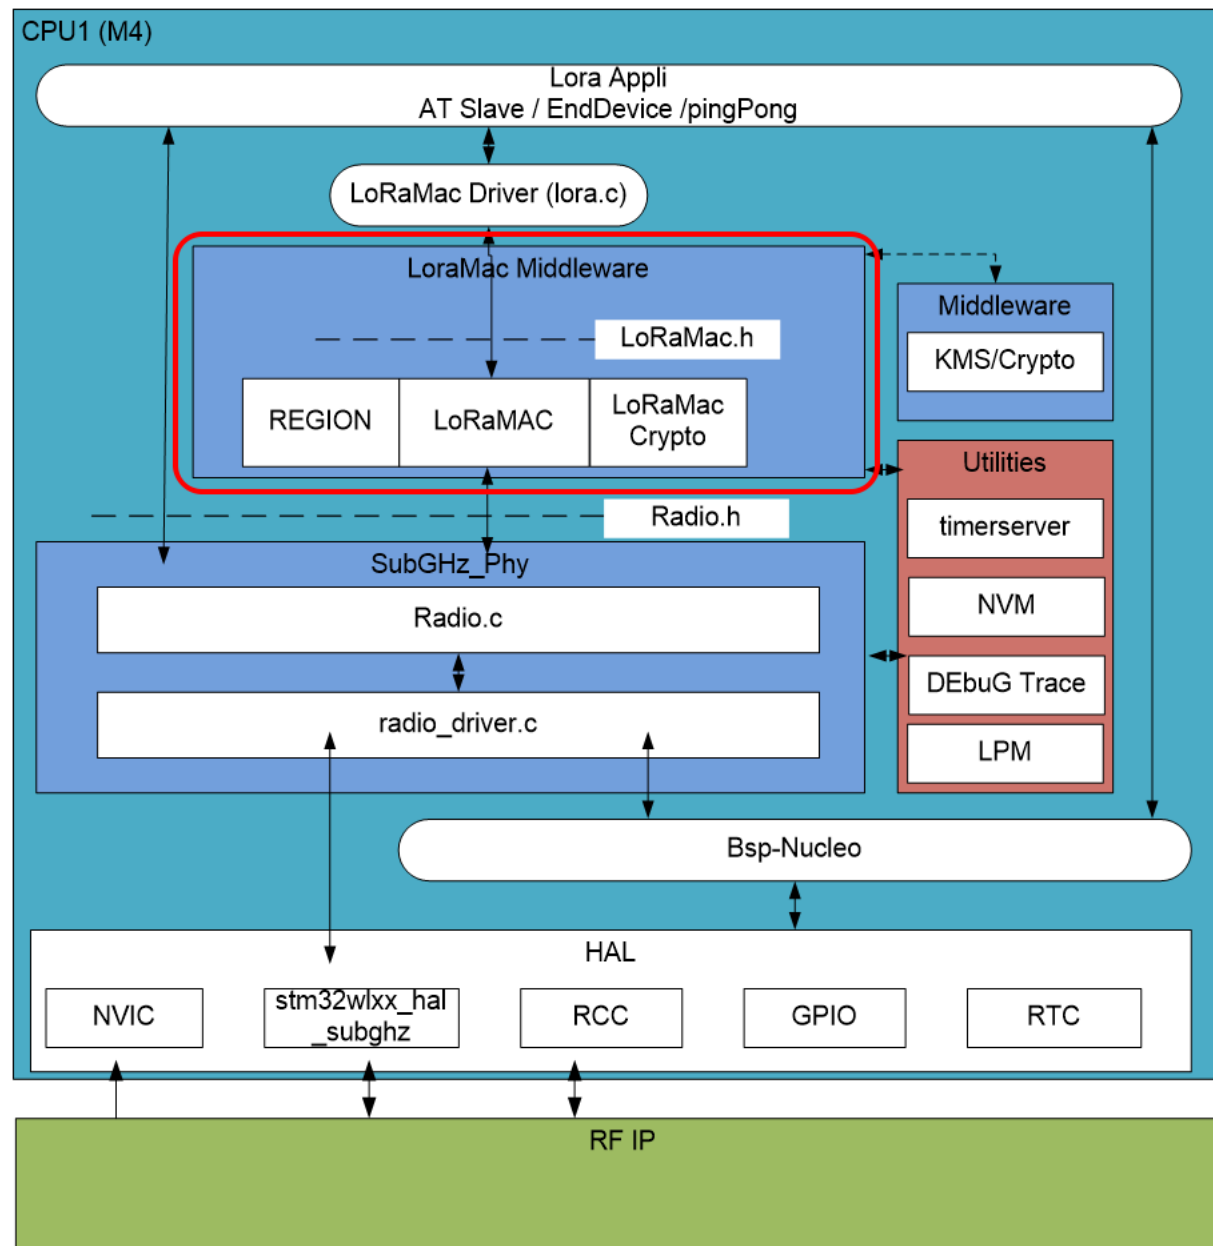 CPU1 (M4)
Lora Appli
AT Slave / EndDevice /pingPong
LoRaMac Driver (lora.c)
LoraMac Middleware
LoRaMac.h
REGION
LoRaMAC
LoRaMac
Crypto
Middleware
KMS/Crypto
Utilities
timerserver
NVM
DEbuG Trace
LPM
Radio.h
SubGHz_Phy
Radio.c
radio_driver.c
Bsp-Nucleo
HAL
NVIC
stm32wlxx_hal
_subghz
RCC
GPIO
RTC
RF IP